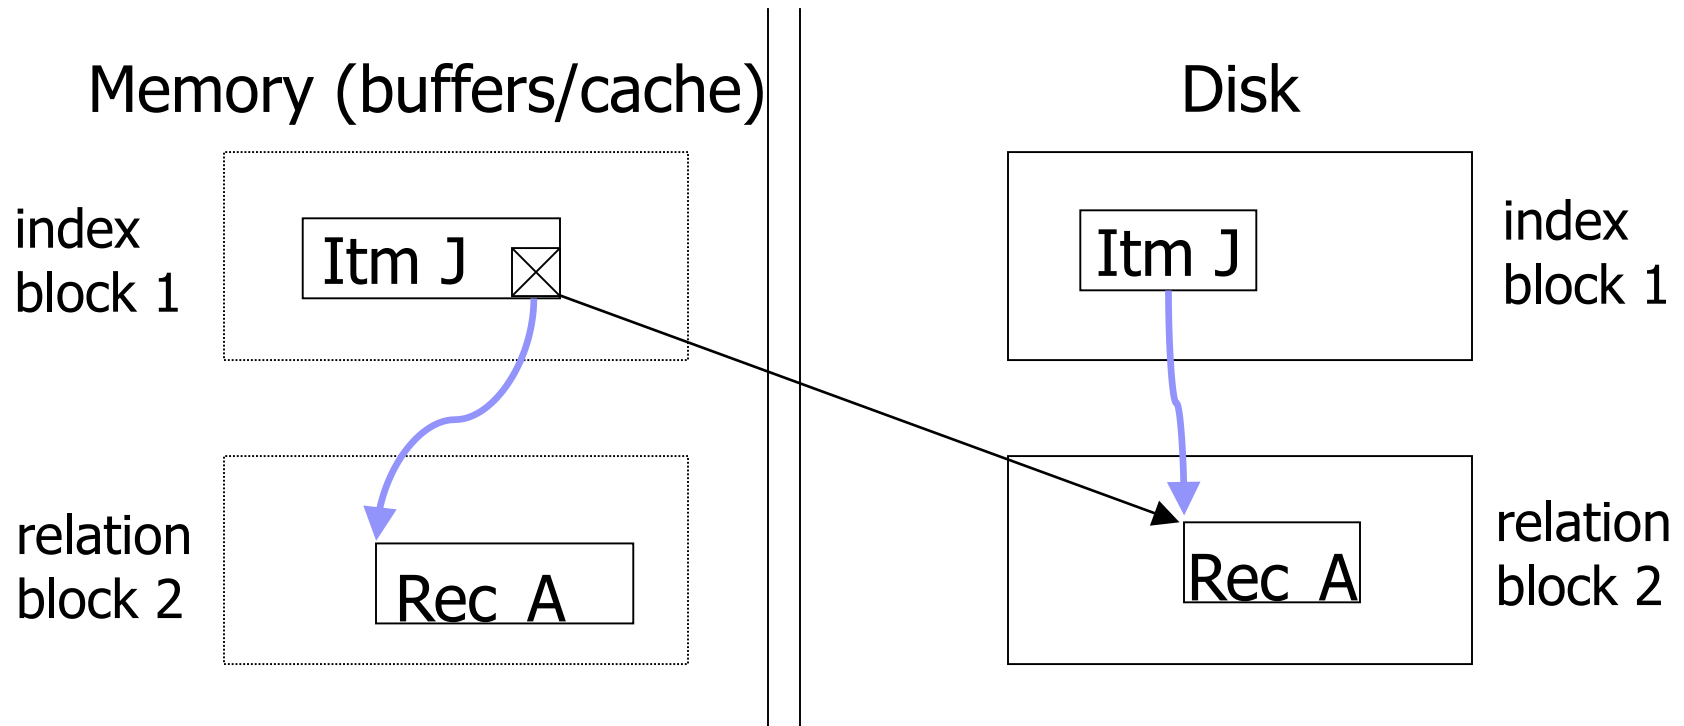 Memory (buffers/cache)
Disk
index
block 1
Itm J
Itm J
index
block 1
relation
block 2
Rec A
Rec A
relation
block 2